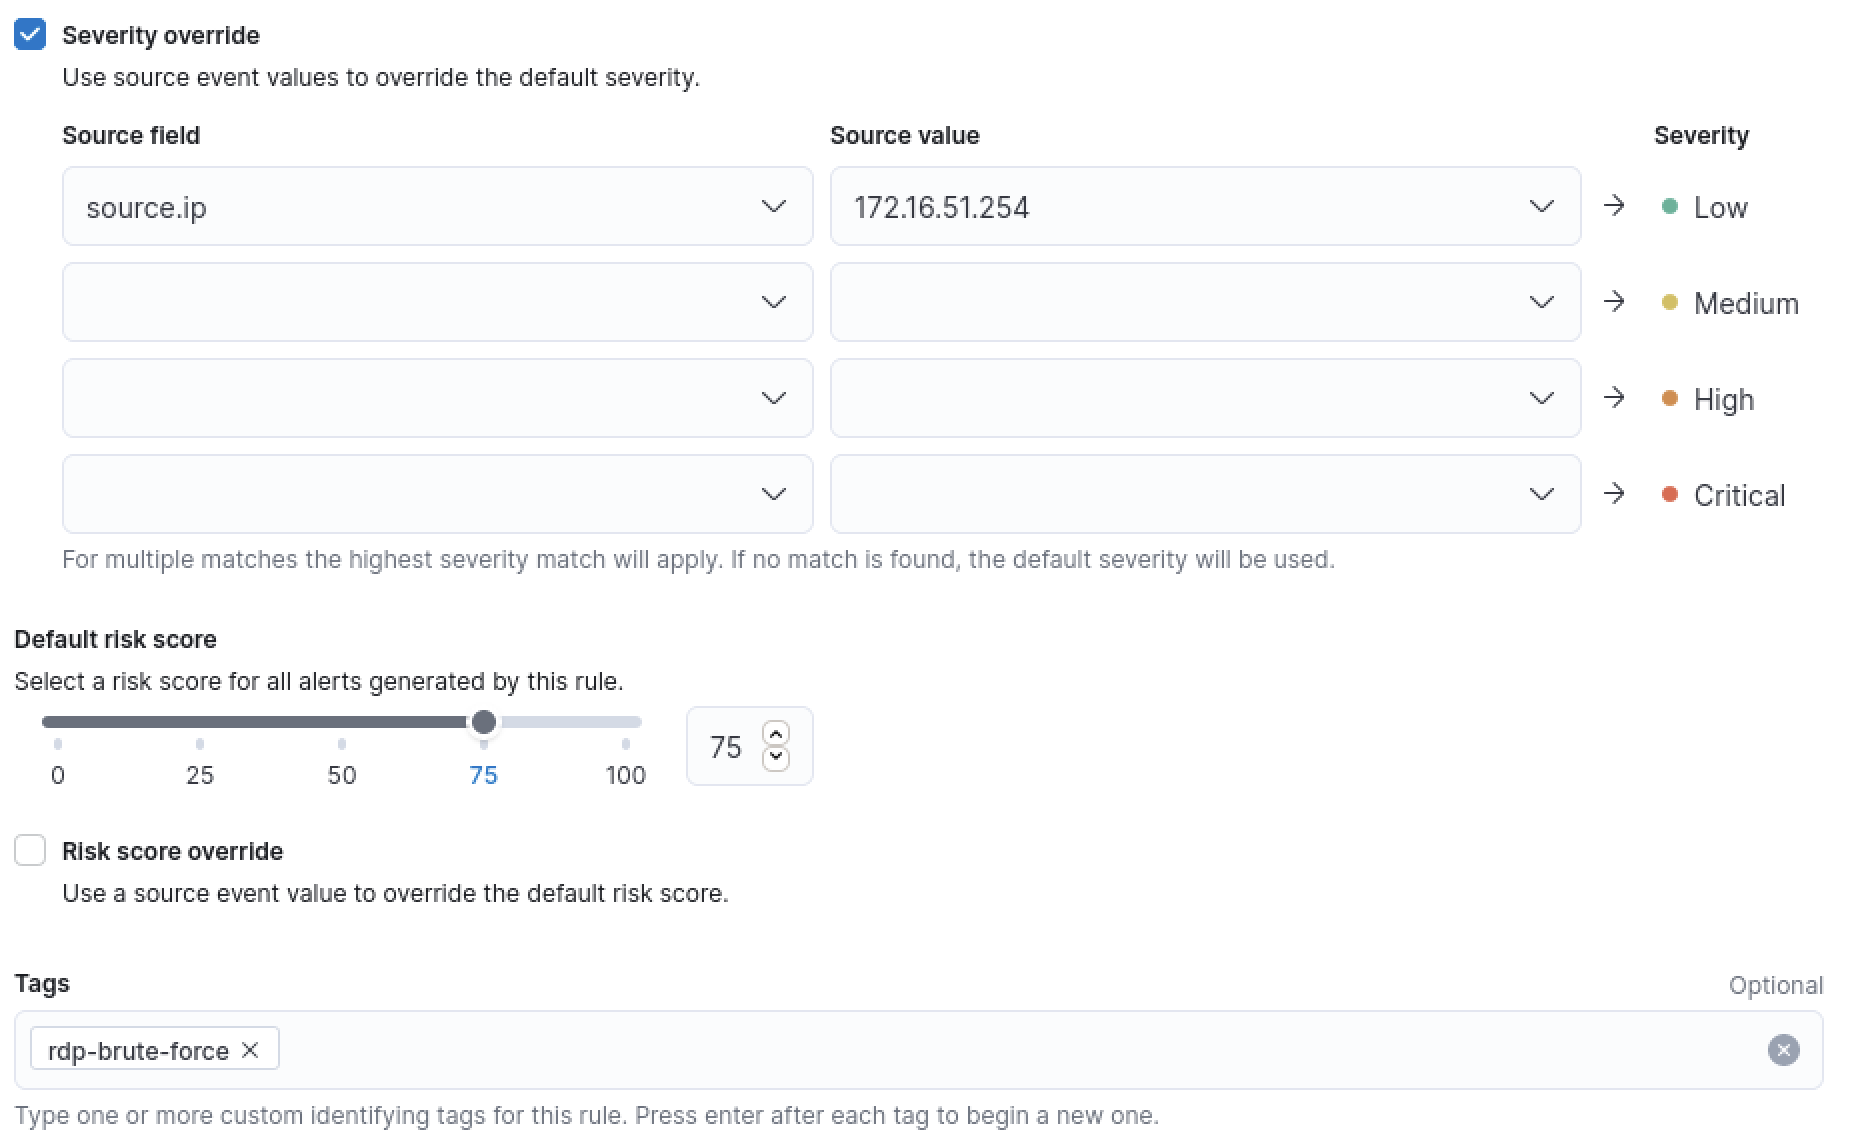 Severity override
Use source event values to override the default severity.
Source field Source value Severity
source.ip 172.16.51.254 → Low
→ Medium
→ High
→ Critical
For multiple matches the highest severity match will apply. If no match is found, the default severity will be used.
Default risk score
Select a risk score for all alerts generated by this rule.
75
0 25 50 75 100
Risk score override
Use a source event value to override the default risk score.
Tags Optional
rdp-brute-force
Type one or more custom identifying tags for this rule. Press enter after each tag to begin a new one.